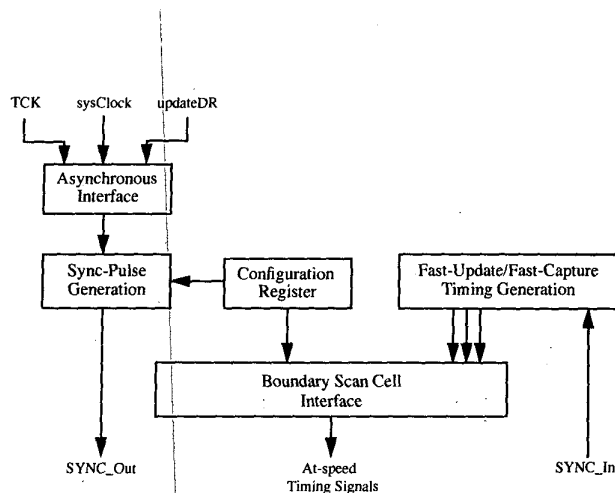 TCK sysClock updateDR
Asynchronous
Interface
Sync-Pulse
Generation
Configuration
Register
Fast-Update/Fast-Capture
Timing Generation
Boundary Scan Cell
Interface
SYNC_Out
At-speed
Timing Signals
SYNC_In